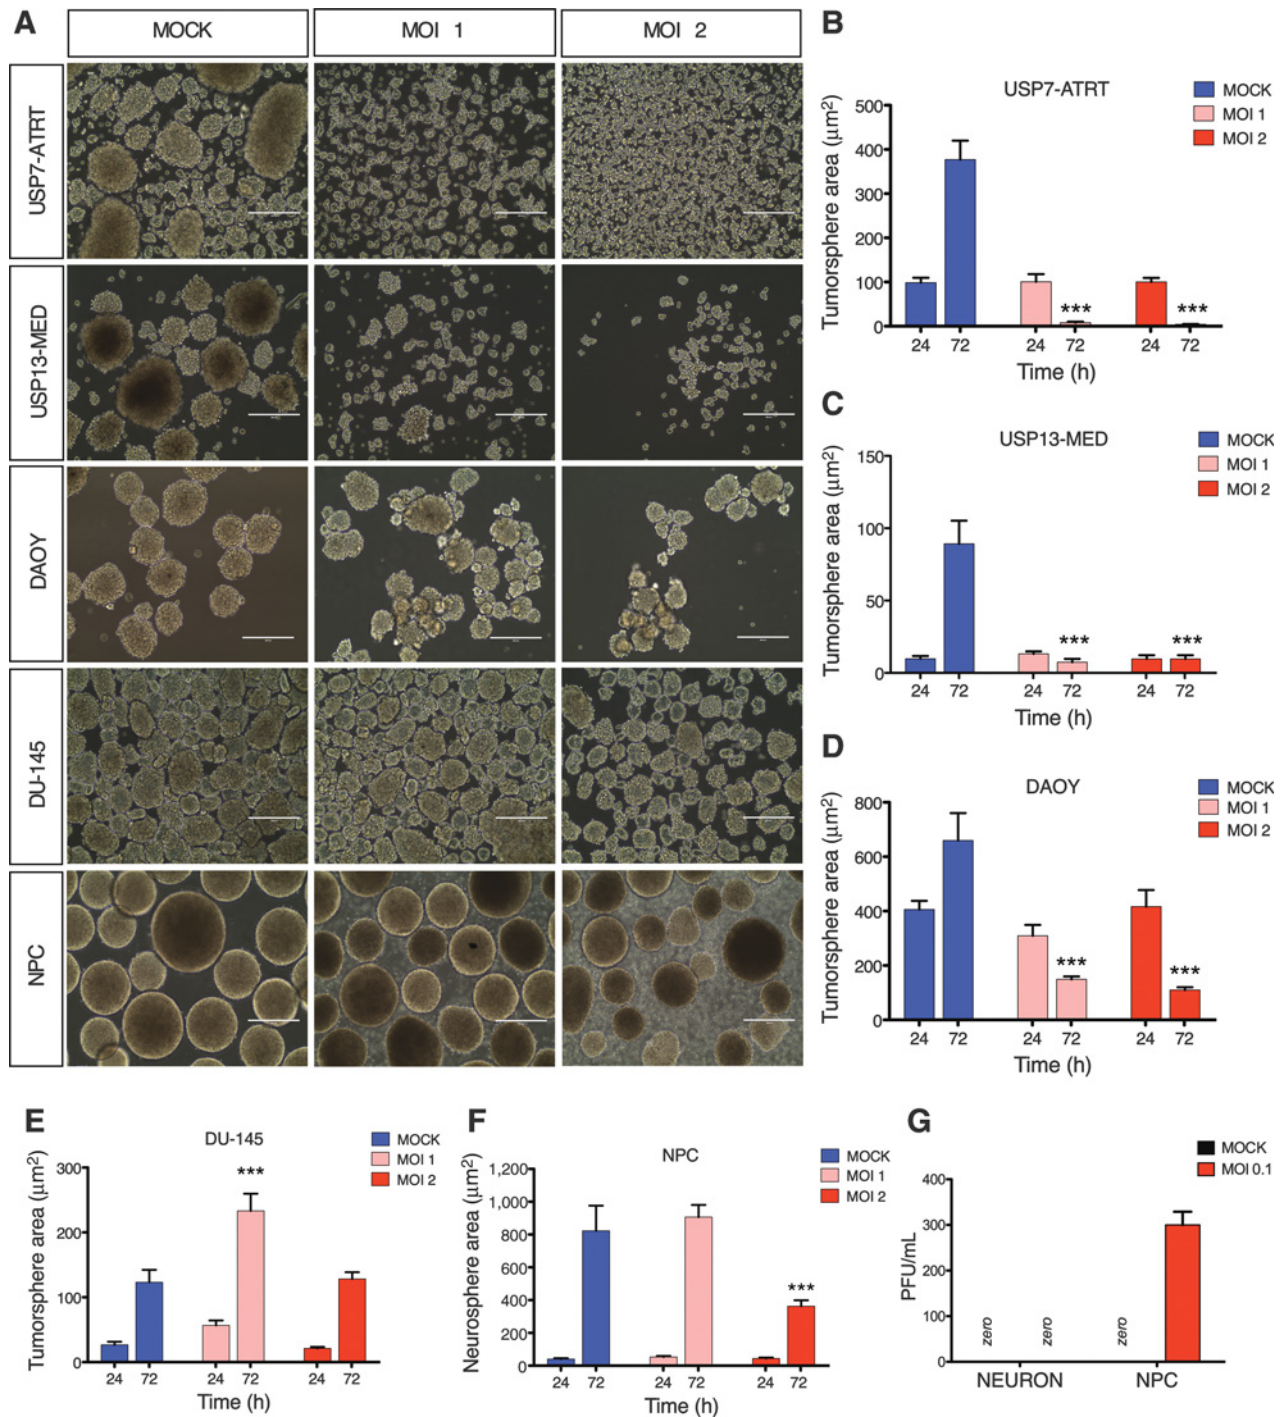 A
MOCK
MOI 1
MOI 2
USP7-ATRT
USP13-MED
DAOY
DU-145
NPC
B
USP7-ATRT
MOCK
MOI 1
MOI 2
Tumorsphere area (μm2)
500
400
300
200
100
0
***
***
24 72 24 72 24 72
Time (h)
C
USP13-MED
MOCK
MOI 1
MOI 2
Tumorsphere area (μm2)
150
100
50
0
***
***
24 72 24 72 24 72
Time (h)
D
DAOY
MOCK
MOI 1
MOI 2
Tumorsphere area (μm2)
800
600
400
200
0
***
***
24 72 24 72 24 72
Time (h)
E
DU-145
MOCK
MOI 1
MOI 2
Tumorsphere area (μm2)
300
200
100
0
***
24 72 24 72 24 72
Time (h)
F
NPC
MOCK
MOI 1
MOI 2
Neurosphere area (μm2)
1,200
1,000
800
600
400
200
0
***
24 72 24 72 24 72
Time (h)
G
MOCK
MOI 0.1
PFU/mL
400
300
200
100
0
zero zero zero
NEURON NPC